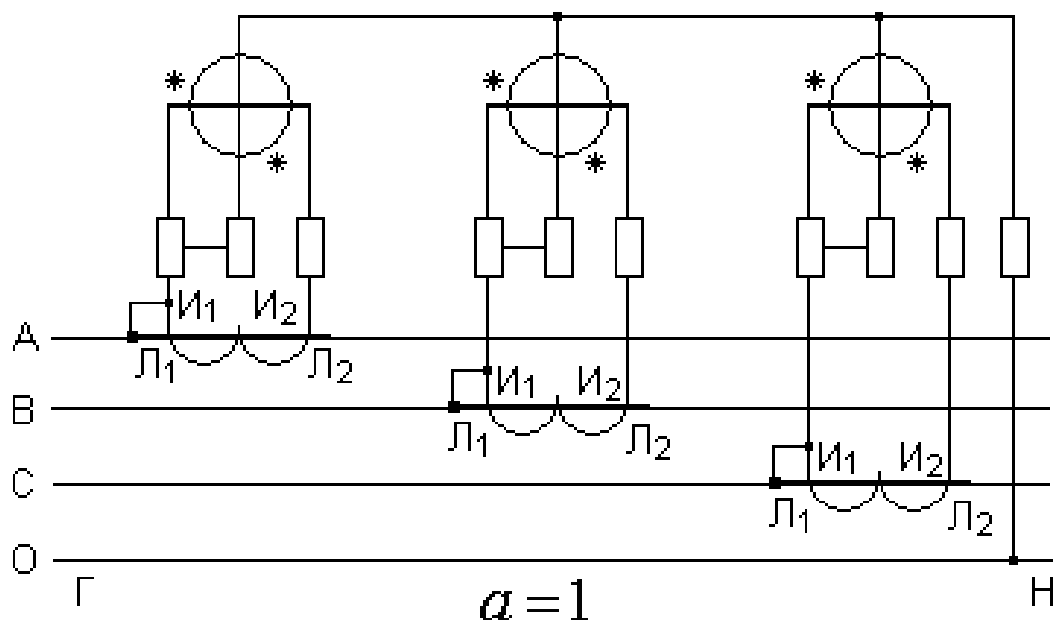 * * *
* * *
И1 И2
А
Л1 Л2
И1 И2
В
Л1 Л2
И1 И2
С
Л1 Л2
О
Г Н
a = 1